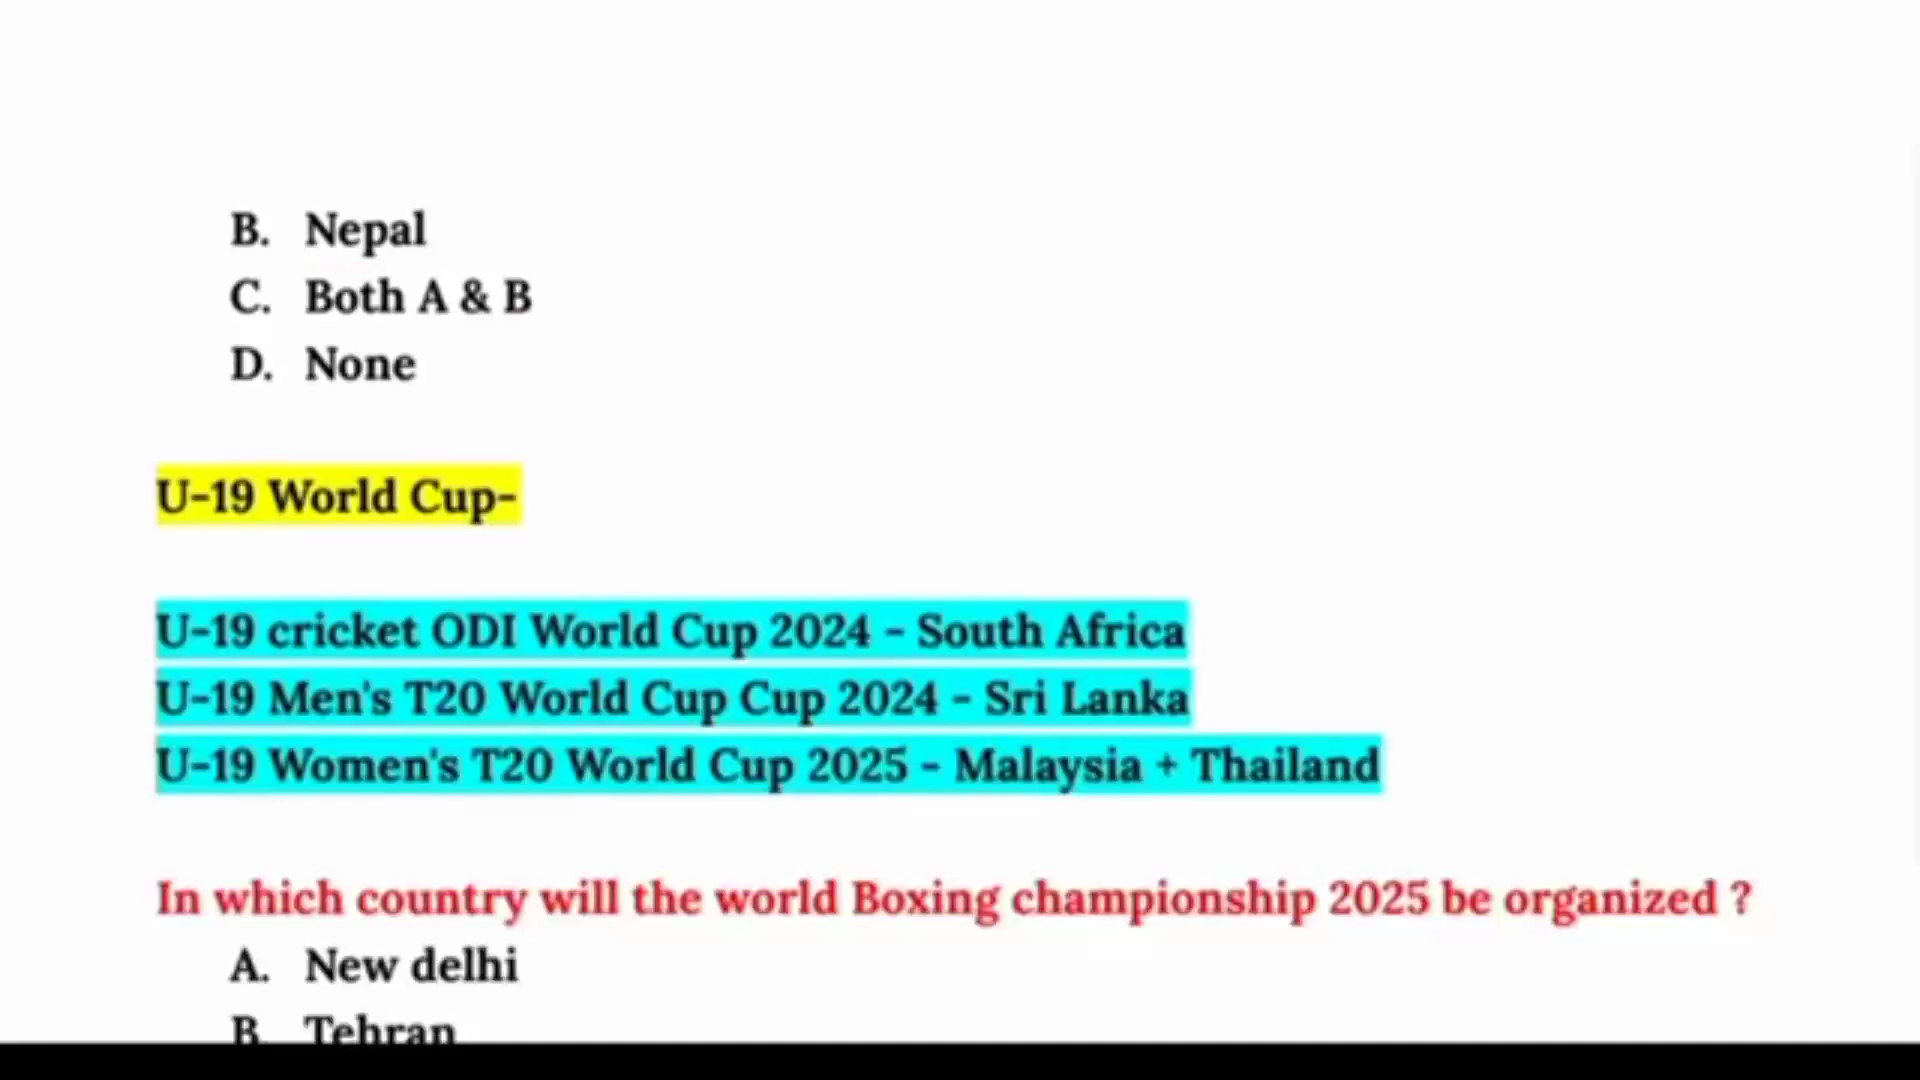 B. Nepal
C. Both A & B
D. None
U-19 World Cup-
U-19 cricket ODI World Cup 2024 - South Africa
U-19 Men's T20 World Cup Cup 2024 - Sri Lanka
U-19 Women's T20 World Cup 2025 - Malaysia + Thailand
In which country will the world Boxing championship 2025 be organized ?
A. New delhi
B. Tehran